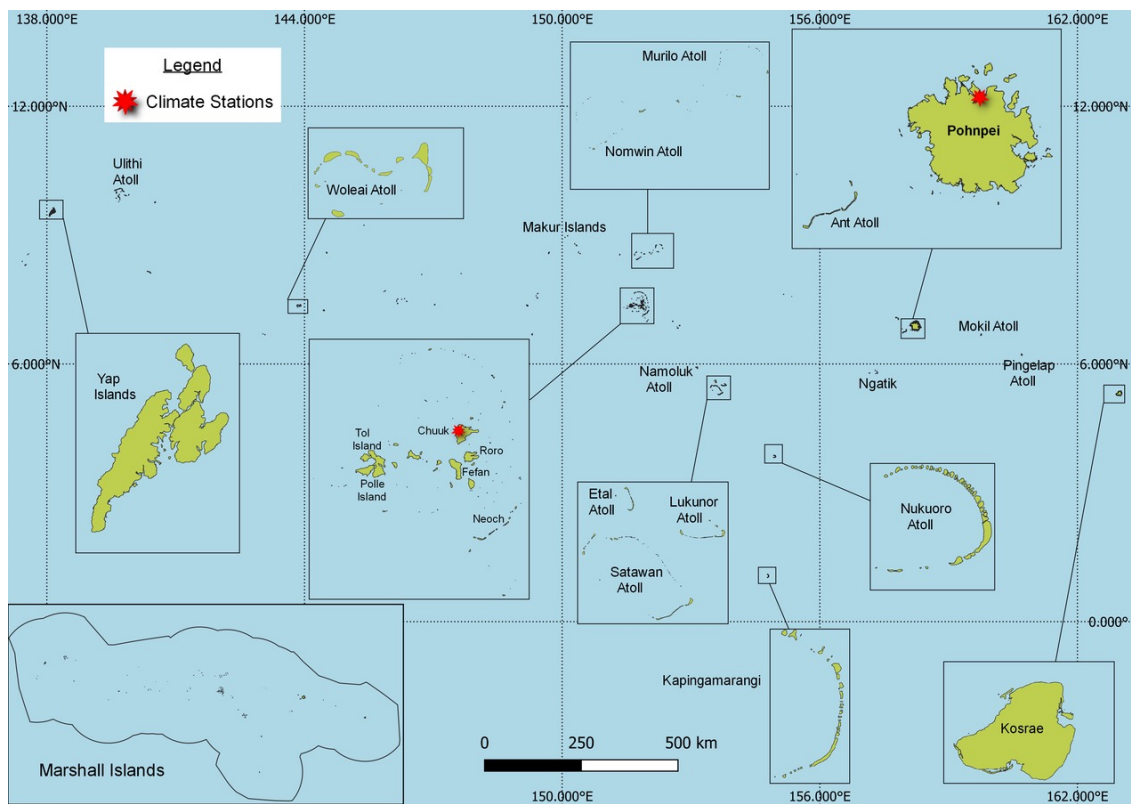 138.000°E
144.000°E
150.000°E
156.000°E
162.000°E
Legend
Climate Stations
12.000°N
12.000°N
Murilo Atoll
Nomwin Atoll
Pohnpei
Ant Atoll
Ulithi
Atoll
Woleai Atoll
Makur Islands
Mokil Atoll
6.000°N
6.000°N
Pingelap
Atoll
Namoluk
Atoll
Ngatik
Yap
Islands
Chuuk
Tol
Island
Roro
Fefan
Polle
Island
Neoch
Etal
Atoll
Lukunor
Atoll
Satawan
Atoll
Nukuoro
Atoll
0.000°
Kapingamarangi
Kosrae
Marshall Islands
0
250
500 km
150.000°E
156.000°E
162.000°E